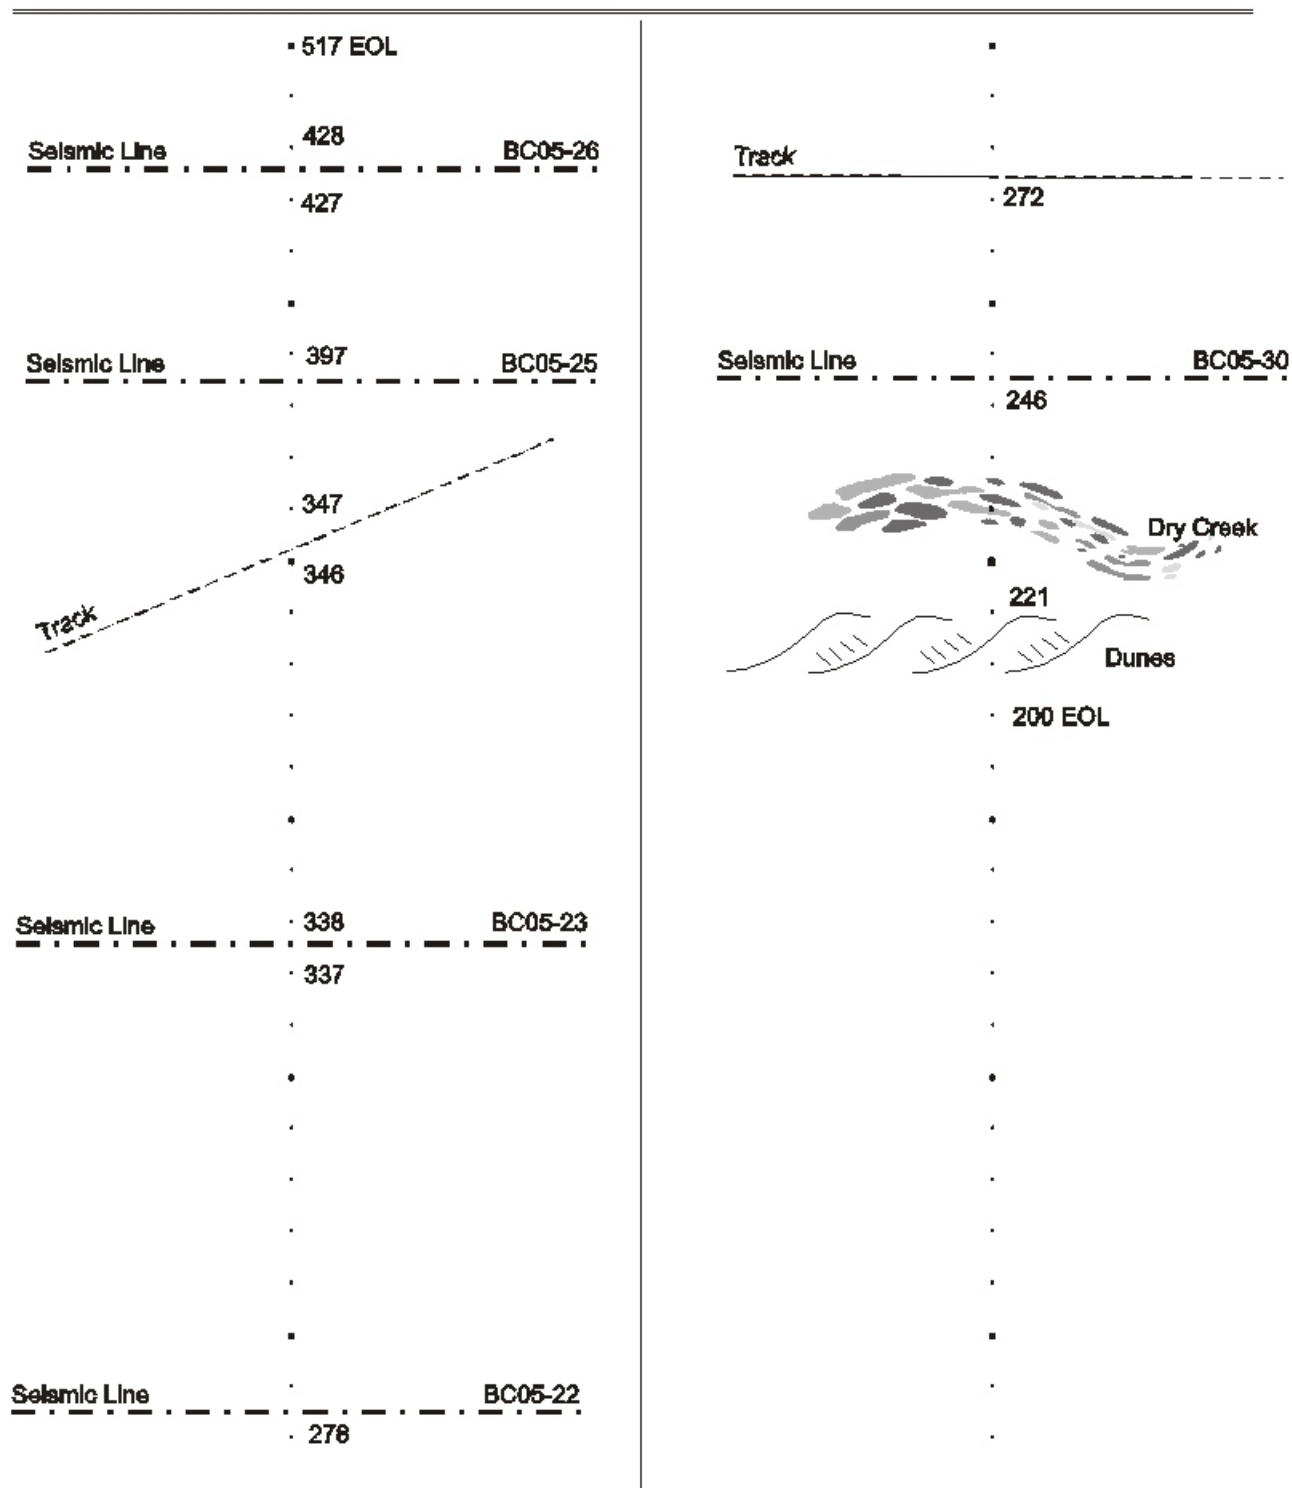 517 EOL
428
Seismic Line BC05-26
427
397
Seismic Line BC05-25
347
346
Track
338
Seismic Line BC05-23
337
Seismic Line BC05-22
278
Track
272
Seismic Line BC05-30
246
Dry Creek
221
Dunes
200 EOL